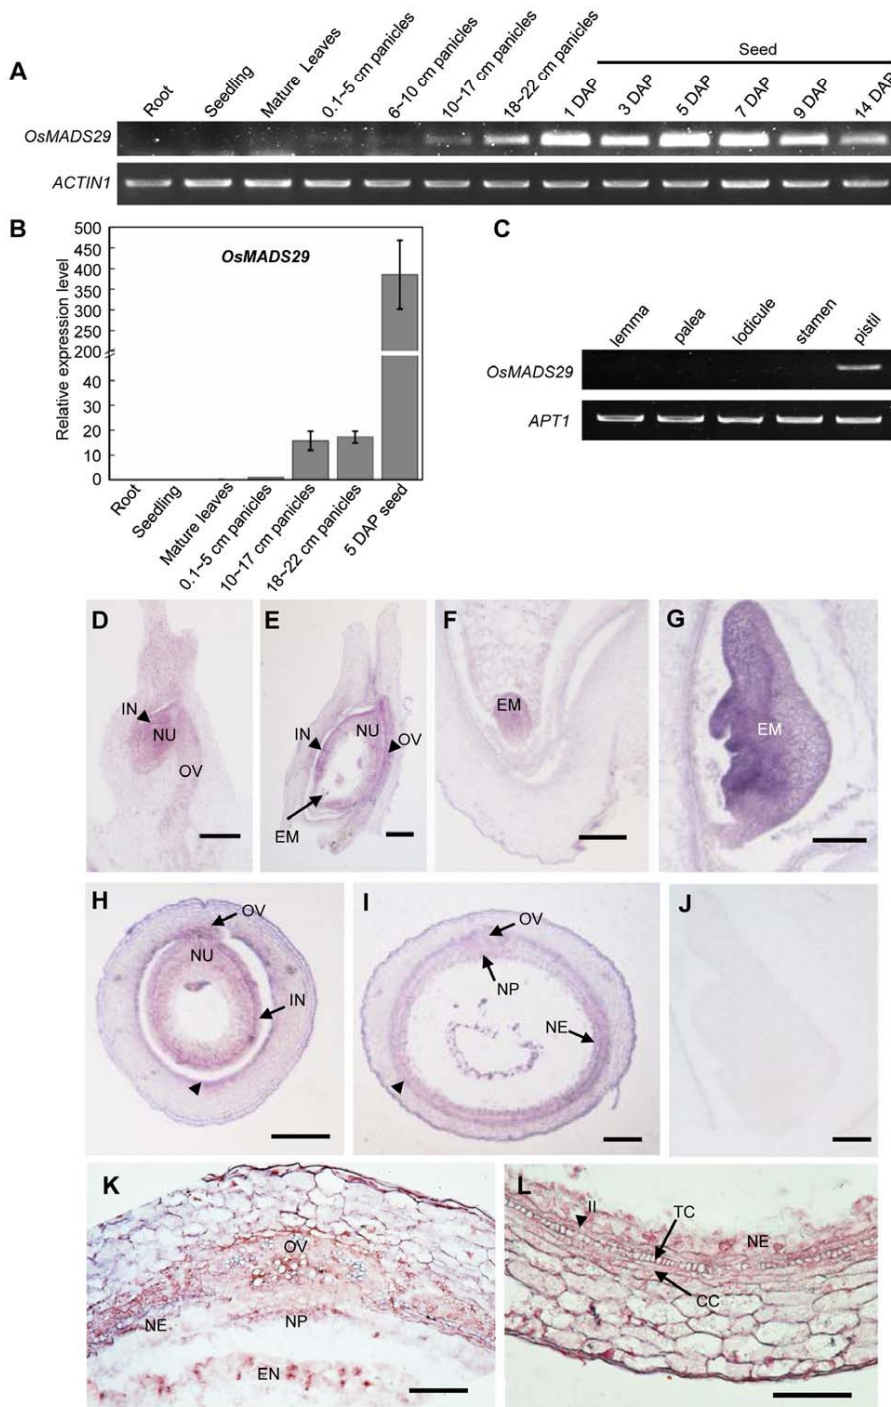 A
Root
Seedling
Mature Leaves
0.1~5 cm panicles
6~10 cm panicles
10~17 cm panicles
18~22 cm panicles
Seed
1 DAP
3 DAP
5 DAP
7 DAP
9 DAP
14 DAP
OsMADS29
ACTIN1
B
OsMADS29
Relative expression level
500
450
400
350
300
200
40
30
20
10
0
Root
Seedling
Mature leaves
0.1~5 cm panicles
10~17 cm panicles
18~22 cm panicles
5 DAP seed
C
lemma
palea
lodicule
stamen
pistil
OsMADS29
APT1
D
IN
NU
OV
E
IN
NU
OV
EM
F
EM
G
EM
H
OV
NU
IN
I
OV
NP
NE
J
K
OV
NE
NP
EN
L
II
TC
NE
CC